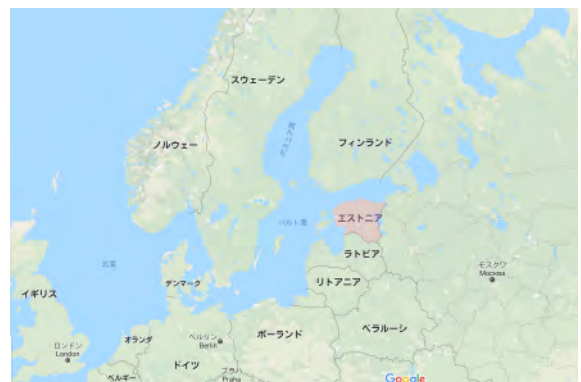 スウェーデン
ボスニア湾
ノルウェー
フィンランド
エストニア
バルト海
ラトビア
北海
モスクワ
Москва
デンマーク
リトアニア
イギリス
ロンドン
London
オランダ
ベルリン
Berlin
ポーランド
ベラルーシ
ドイツ
プラハ
Praha
ベルギー
Google